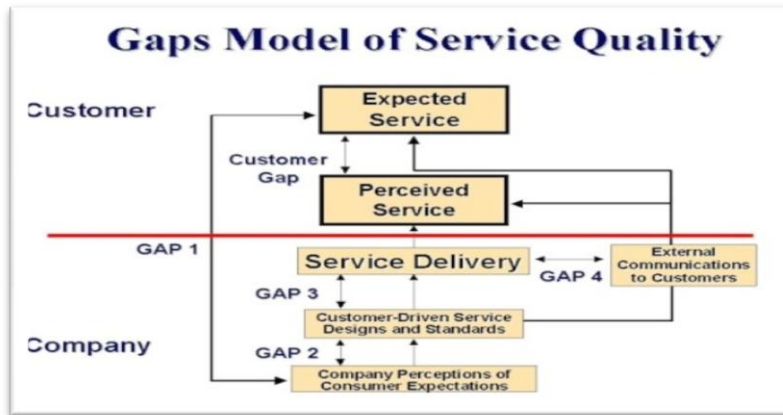 Gaps Model of Service Quality
Customer
Expected
Service
Customer
Gap
Perceived
Service
GAP 1
Service Delivery
GAP 4
External
Communications
to Customers
GAP 3
Customer-Driven Service
Designs and Standards
Company
GAP 2
Company Perceptions of
Consumer Expectations